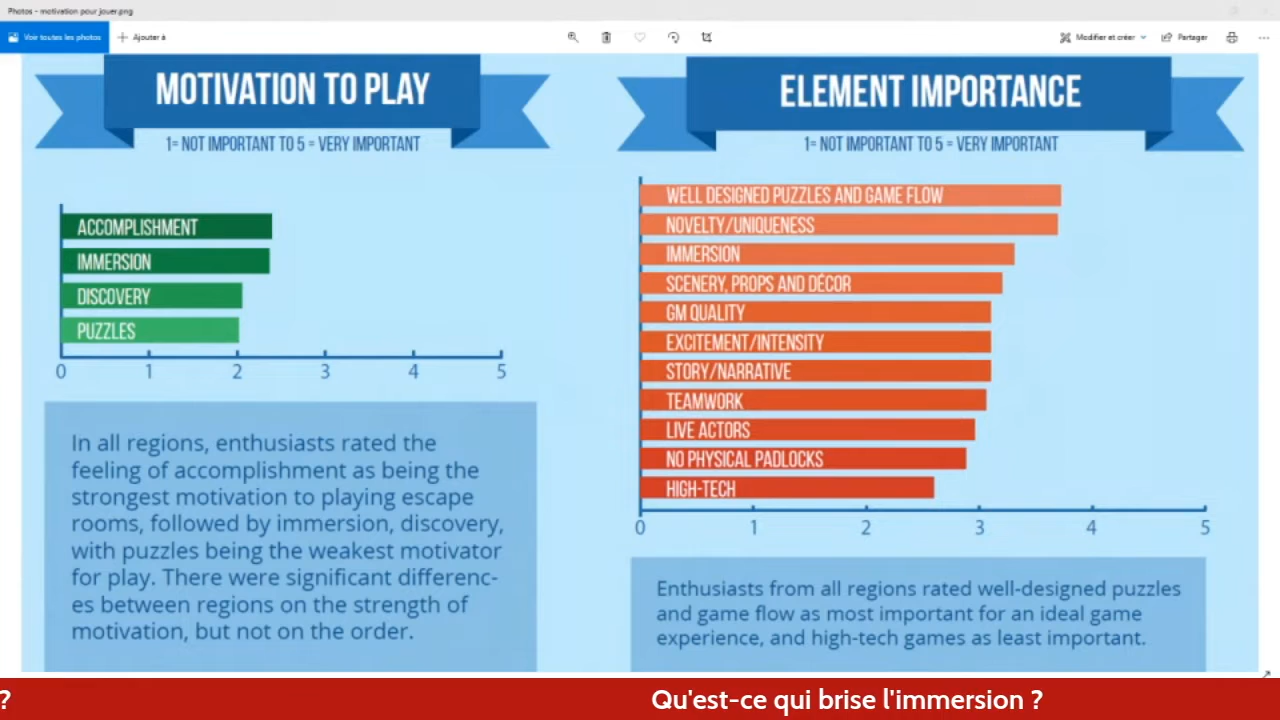 Photos - motivation pour jouer.png
Voir toutes les photos
Ajouter à
Modifier et créer
Partager
MOTIVATION TO PLAY
1= NOT IMPORTANT TO 5 = VERY IMPORTANT
ACCOMPLISHMENT
IMMERSION
DISCOVERY
PUZZLES
0 1 2 3 4 5
In all regions, enthusiasts rated the
feeling of accomplishment as being the
strongest motivation to playing escape
rooms, followed by immersion, discovery,
with puzzles being the weakest motivator
for play. There were significant differenc-
es between regions on the strength of
motivation, but not on the order.
ELEMENT IMPORTANCE
1= NOT IMPORTANT TO 5 = VERY IMPORTANT
WELL DESIGNED PUZZLES AND GAME FLOW
NOVELTY/UNIQUENESS
IMMERSION
SCENERY, PROPS AND DÉCOR
GM QUALITY
EXCITEMENT/INTENSITY
STORY/NARRATIVE
TEAMWORK
LIVE ACTORS
NO PHYSICAL PADLOCKS
HIGH-TECH
0 1 2 3 4 5
Enthusiasts from all regions rated well-designed puzzles
and game flow as most important for an ideal game
experience, and high-tech games as least important.
? Qu'est-ce qui brise l'immersion ?